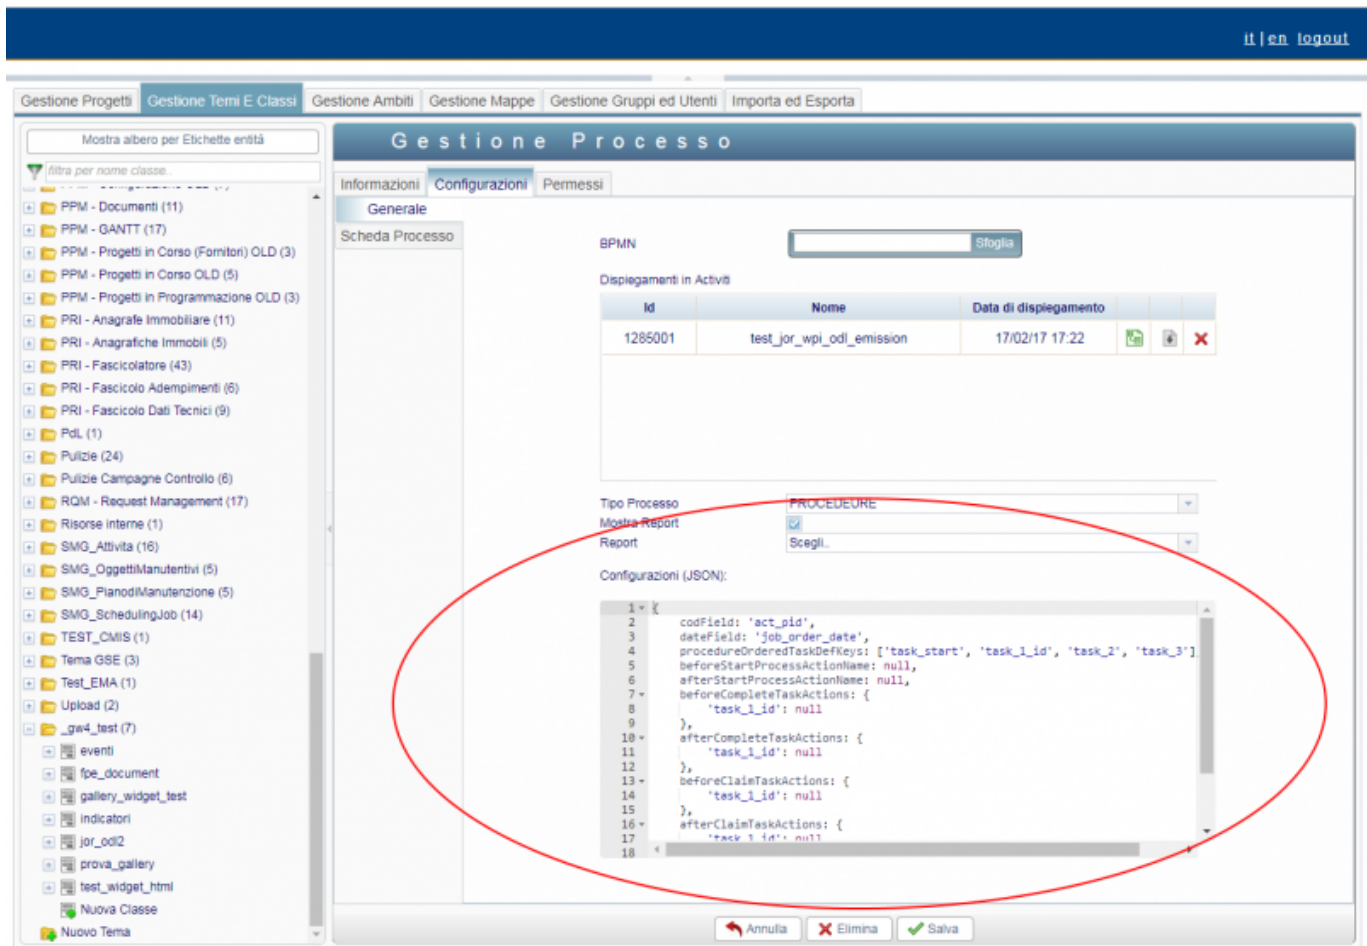 it | en logout
Gestione Progetti Gestione Temi E Classi Gestione Ambiti Gestione Mappe Gestione Gruppi ed Utenti Importa ed Esporta
Mostra albero per Etichette entità
filtra per nome classe..
PPM - Documenti (11)
PPM - GANTT (17)
PPM - Progetti in Corso (Fornitori) OLD (3)
PPM - Progetti in Corso OLD (5)
PPM - Progetti in Programmazione OLD (3)
PRI - Anagrafe Immobiliare (11)
PRI - Anagrafiche Immobili (5)
PRI - Fascicolatore (43)
PRI - Fascicolo Adempimenti (6)
PRI - Fascicolo Dati Tecnici (9)
PdL (1)
Pulizie (24)
Pulizie Campagne Controllo (6)
RQM - Request Management (17)
Risorse interne (1)
SMG_Attivita (16)
SMG_OggettiManutentivi (5)
SMG_PianodiManutenzione (5)
SMG_SchedulingJob (14)
TEST_CMIS (1)
Tema GSE (3)
Test_EMA (1)
Upload (2)
_gw4_test (7)
eventi
fpe_document
gallery_widget_test
indicatori
jor_odl2
prova_gallery
test_widget_html
Nuova Classe
Nuovo Tema
Gestione Processo
Informazioni Configurazioni Permessi
Generale
Scheda Processo
BPMN Sfoglia
Dispiegamenti in Activiti
Id Nome Data di dispiegamento
1285001 test_jor_wpi_odl_emission 17/02/17 17:22
Tipo Processo PROCEDEURE
Mostra Report
Report Scegli..
Configurazioni (JSON):
1 {
2 codField: 'act_pid',
3 dateField: 'job_order_date',
4 procedureOrderedTaskDefKeys: ['task_start', 'task_1_id', 'task_2', 'task_3'],
5 beforeStartProcessActionName: null,
6 afterStartProcessActionName: null,
7 beforeCompleteTaskActions: {
8 'task_1_id': null
9 },
10 afterCompleteTaskActions: {
11 'task_1_id': null
12 },
13 beforeClaimTaskActions: {
14 'task_1_id': null
15 },
16 afterClaimTaskActions: {
17 'task_1_id': null
18
Annulla Elimina Salva